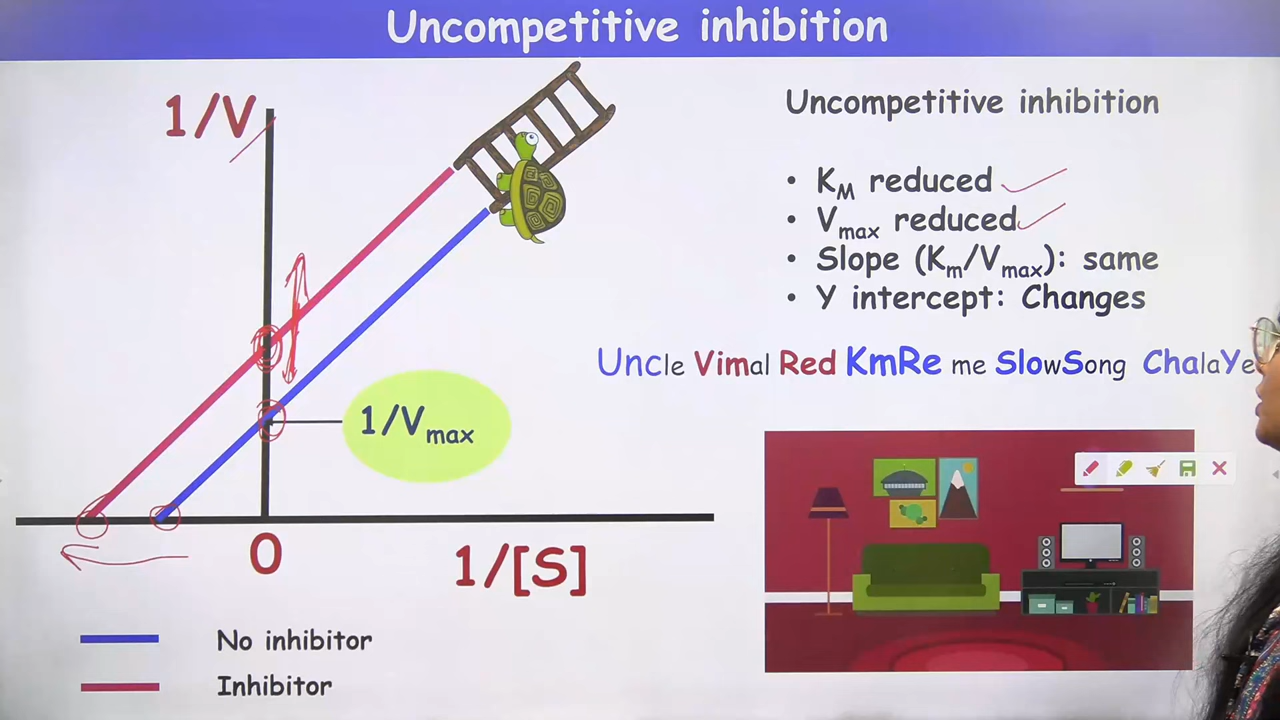 Uncompetitive inhibition
1/V
Uncompetitive inhibition
• KM reduced
• Vmax reduced
• Slope (Km/Vmax): same
• Y intercept: Changes
Uncle Vimal Red KmRe me SlowSong ChalaYe
1/Vmax
0
1/[S]
No inhibitor
Inhibitor